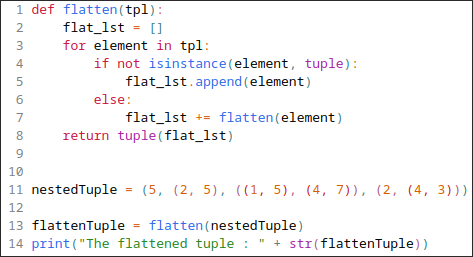 1 def flatten(tpl):
2     flat_lst = []
3     for element in tpl:
4         if not isinstance(element, tuple):
5             flat_lst.append(element)
6         else:
7             flat_lst += flatten(element)
8     return tuple(flat_lst)
9
10
11 nestedTuple = (5, (2, 5), ((1, 5), (4, 7)), (2, (4, 3)))
12
13 flattenTuple = flatten(nestedTuple)
14 print("The flattened tuple : " + str(flattenTuple))